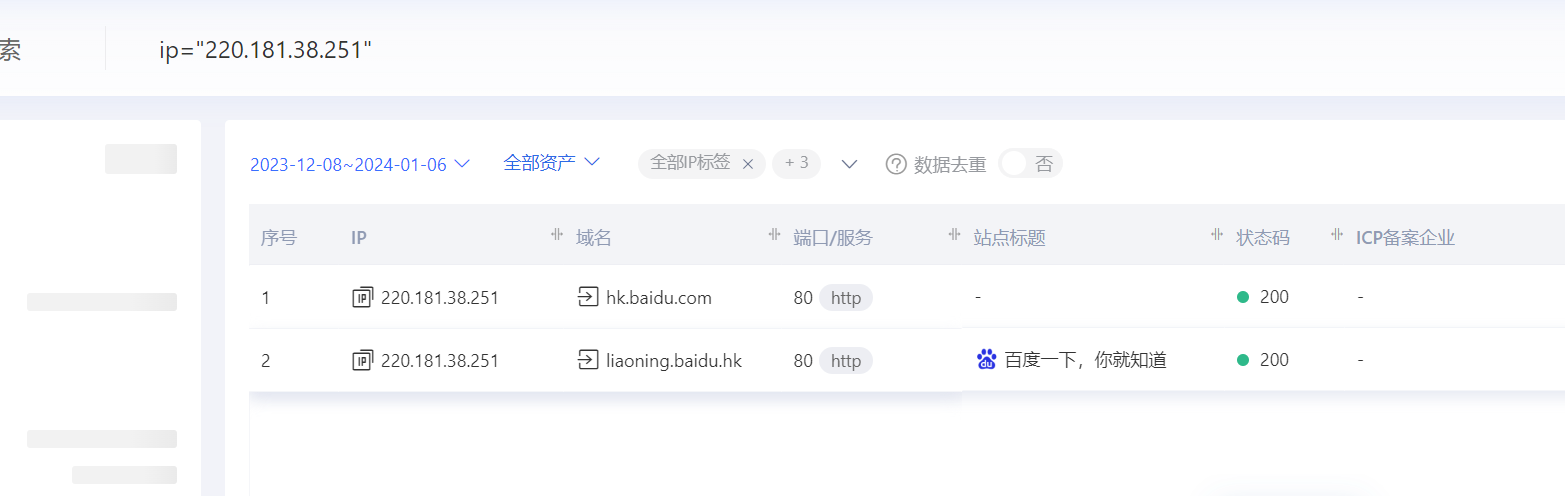 索 ip="220.181.38.251"
2023-12-08~2024-01-06 全部资产 全部IP标签 + 3 数据去重 否
序号 IP 域名 端口/服务 站点标题 状态码 ICP备案企业
1 220.181.38.251 hk.baidu.com 80 http - 200 -
2 220.181.38.251 liaoning.baidu.hk 80 http 百度一下，你就知道 200 -